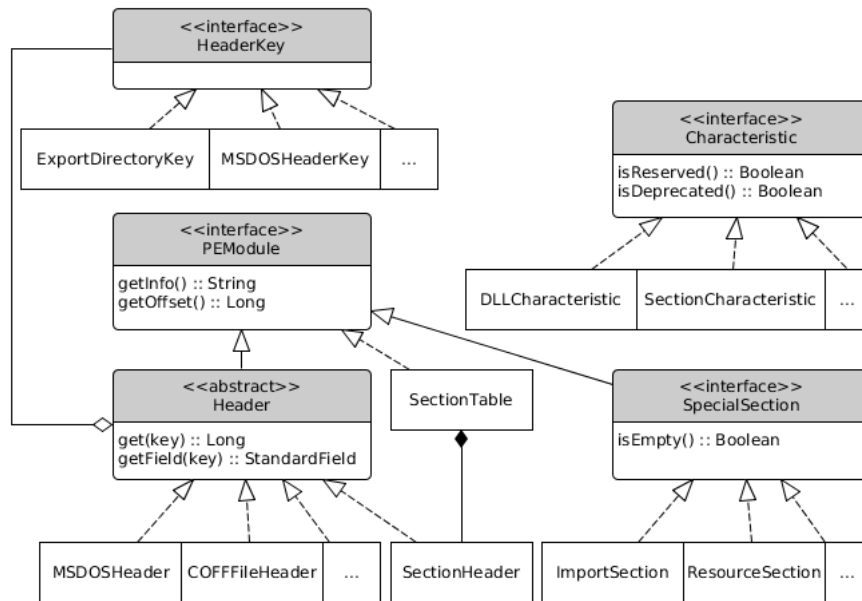 <<interface>>
HeaderKey
ExportDirectoryKey
MSDOSHeaderKey
...
<<interface>>
Characteristic
isReserved() :: Boolean
isDeprecated() :: Boolean
DLLCharacteristic
SectionCharacteristic
...
<<interface>>
PEModule
getInfo() :: String
getOffset() :: Long
<<abstract>>
Header
get(key) :: Long
getField(key) :: StandardField
SectionTable
<<interface>>
SpecialSection
isEmpty() :: Boolean
MSDOSHeader
COFFFileHeader
...
SectionHeader
ImportSection
ResourceSection
...